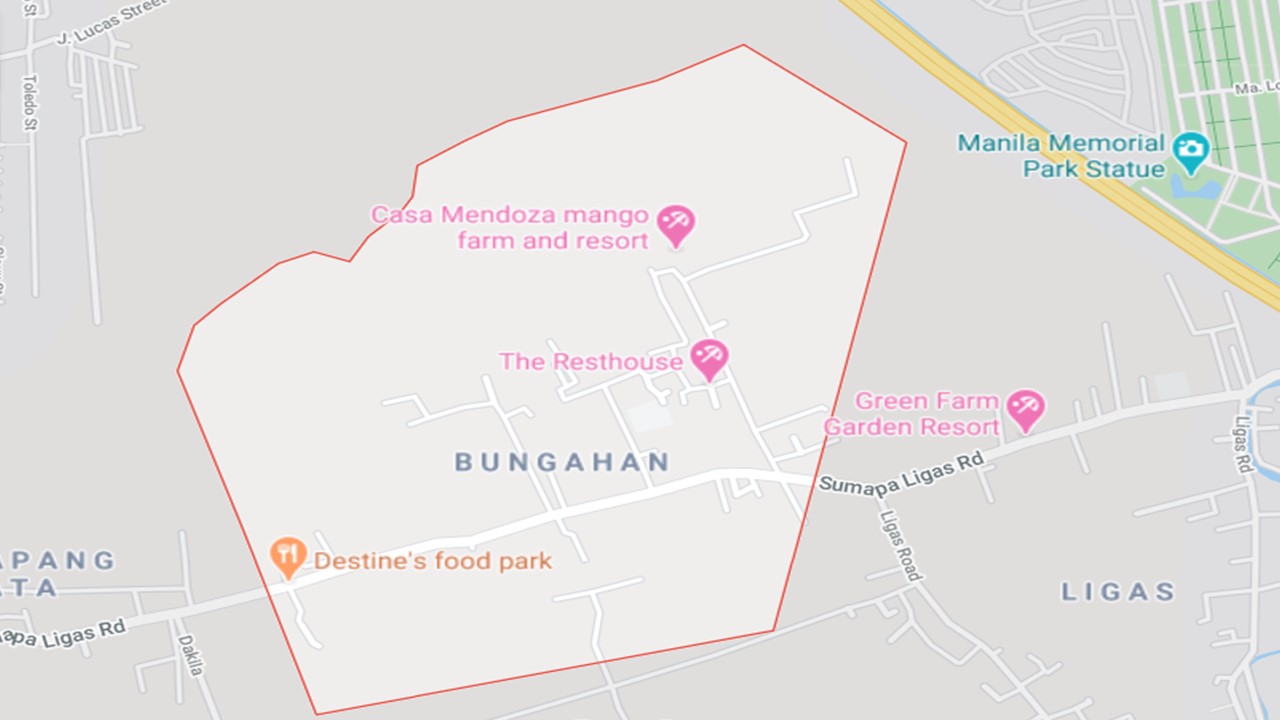 J. Lucas Street
Toledo St
Ma. Lo
Manila Memorial
Park Statue
Casa Mendoza mango
farm and resort
The Resthouse
Green Farm
Garden Resort
BUNGAHAN
Sumapa Ligas Rd
Ligas Rd
Ligas Road
Destine's food park
APANG
ATA
LIGAS
apa Ligas Rd
Dakila